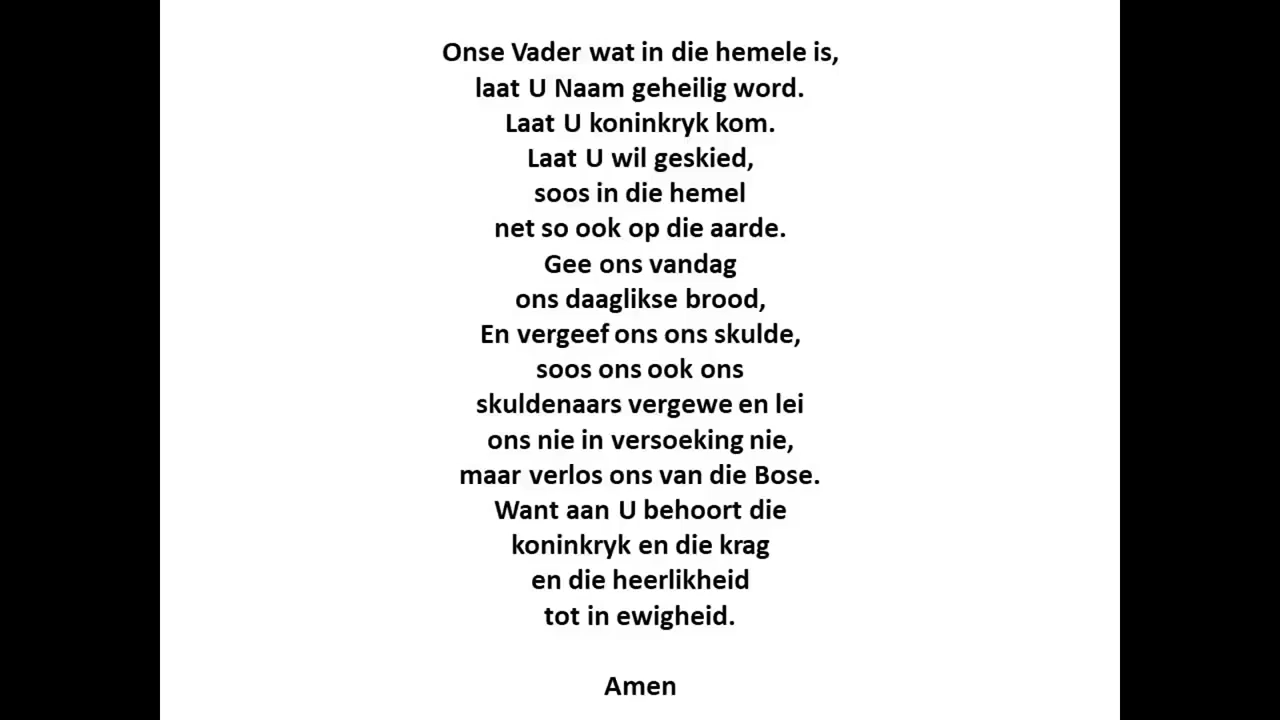 Onse Vader wat in die hemele is,
laat U Naam geheilig word.
Laat U koninkryk kom.
Laat U wil geskied,
soos in die hemel
net so ook op die aarde.
Gee ons vandag
ons daaglikse brood,
En vergeef ons ons skulde,
soos ons ook ons
skuldenaars vergewe en lei
ons nie in versoeking nie,
maar verlos ons van die Bose.
Want aan U behoort die
koninkryk en die krag
en die heerlikheid
tot in ewigheid.
Amen